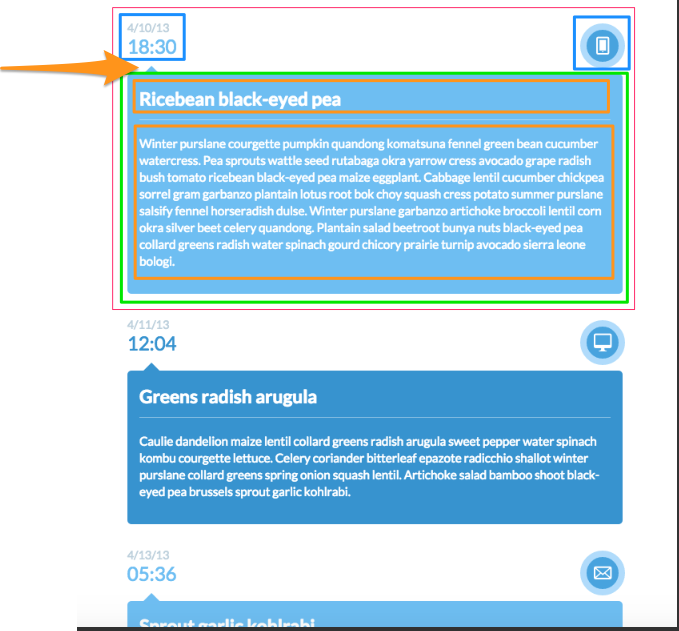 4/10/13
18:30
Ricebean black-eyed pea
Winter purslane courgette pumpkin quandong komatsuna fennel green bean cucumber
watercress. Pea sprouts wattle seed rutabaga okra yarrow cress avocado grape radish
bush tomato ricebean black-eyed pea maize eggplant. Cabbage lentil cucumber chickpea
sorrel gram garbanzo plantain lotus root bok choy squash cress potato summer purslane
salsify fennel horseradish dulse. Winter purslane garbanzo artichoke broccoli lentil corn
okra silver beet celery quandong. Plantain salad beetroot bunya nuts black-eyed pea
collard greens radish water spinach gourd chicory prairie turnip avocado sierra leone
bologi.
4/11/13
12:04
Greens radish arugula
Caulie dandelion maize lentil collard greens radish arugula sweet pepper water spinach
kombu courgette lettuce. Celery coriander bitterleaf epazote radicchio shallot winter
purslane collard greens spring onion squash lentil. Artichoke salad bamboo shoot black-
eyed pea brussels sprout garlic kohlrabi.
4/13/13
05:36
Sprout garlic kohlrabi